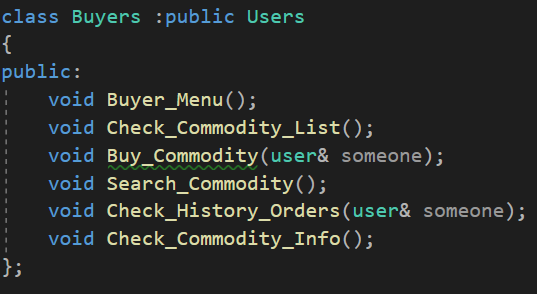 class Buyers :public Users
{
public:
    void Buyer_Menu();
    void Check_Commodity_List();
    void Buy_Commodity(user& someone);
    void Search_Commodity();
    void Check_History_Orders(user& someone);
    void Check_Commodity_Info();
};